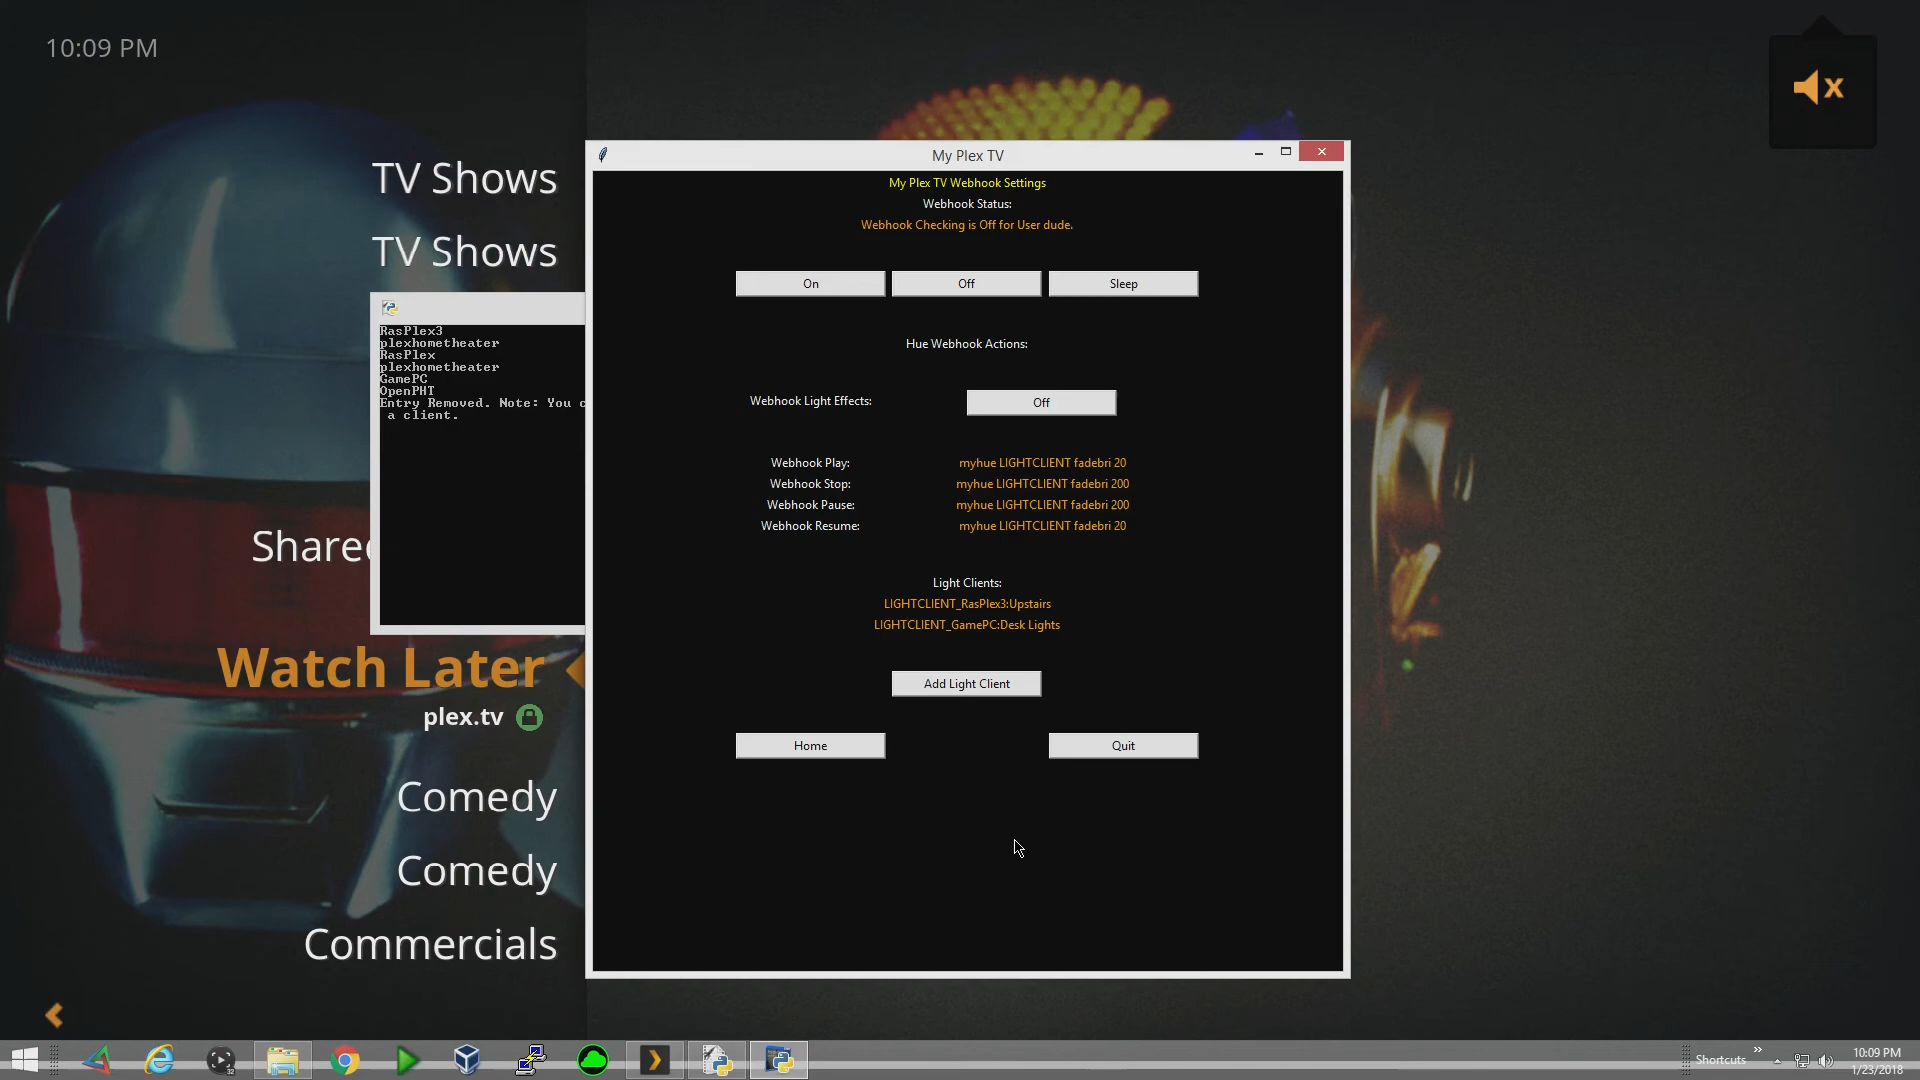 10:09 PM
TV Shows
TV Shows
RasPlex3
plexhometheater
RasPlex
plexhometheater
GamePC
OpenPHT
Entry Removed. Note: You
a client.
Watch Later
plex.tv
Comedy
Comedy
Commercials
My Plex TV
My Plex TV Webhook Settings
Webhook Status:
Webhook Checking is Off for User dude.
On Off Sleep
Hue Webhook Actions:
Webhook Light Effects: Off
Webhook Play: myhue LIGHTCLIENT fadebri 20
Webhook Stop: myhue LIGHTCLIENT fadebri 200
Webhook Pause: myhue LIGHTCLIENT fadebri 200
Webhook Resume: myhue LIGHTCLIENT fadebri 20
Light Clients:
LIGHTCLIENT_RasPlex3:Upstairs
LIGHTCLIENT_GamePC:Desk Lights
Add Light Client
Home Quit
32
Shortcuts
10:09 PM
1/23/2018